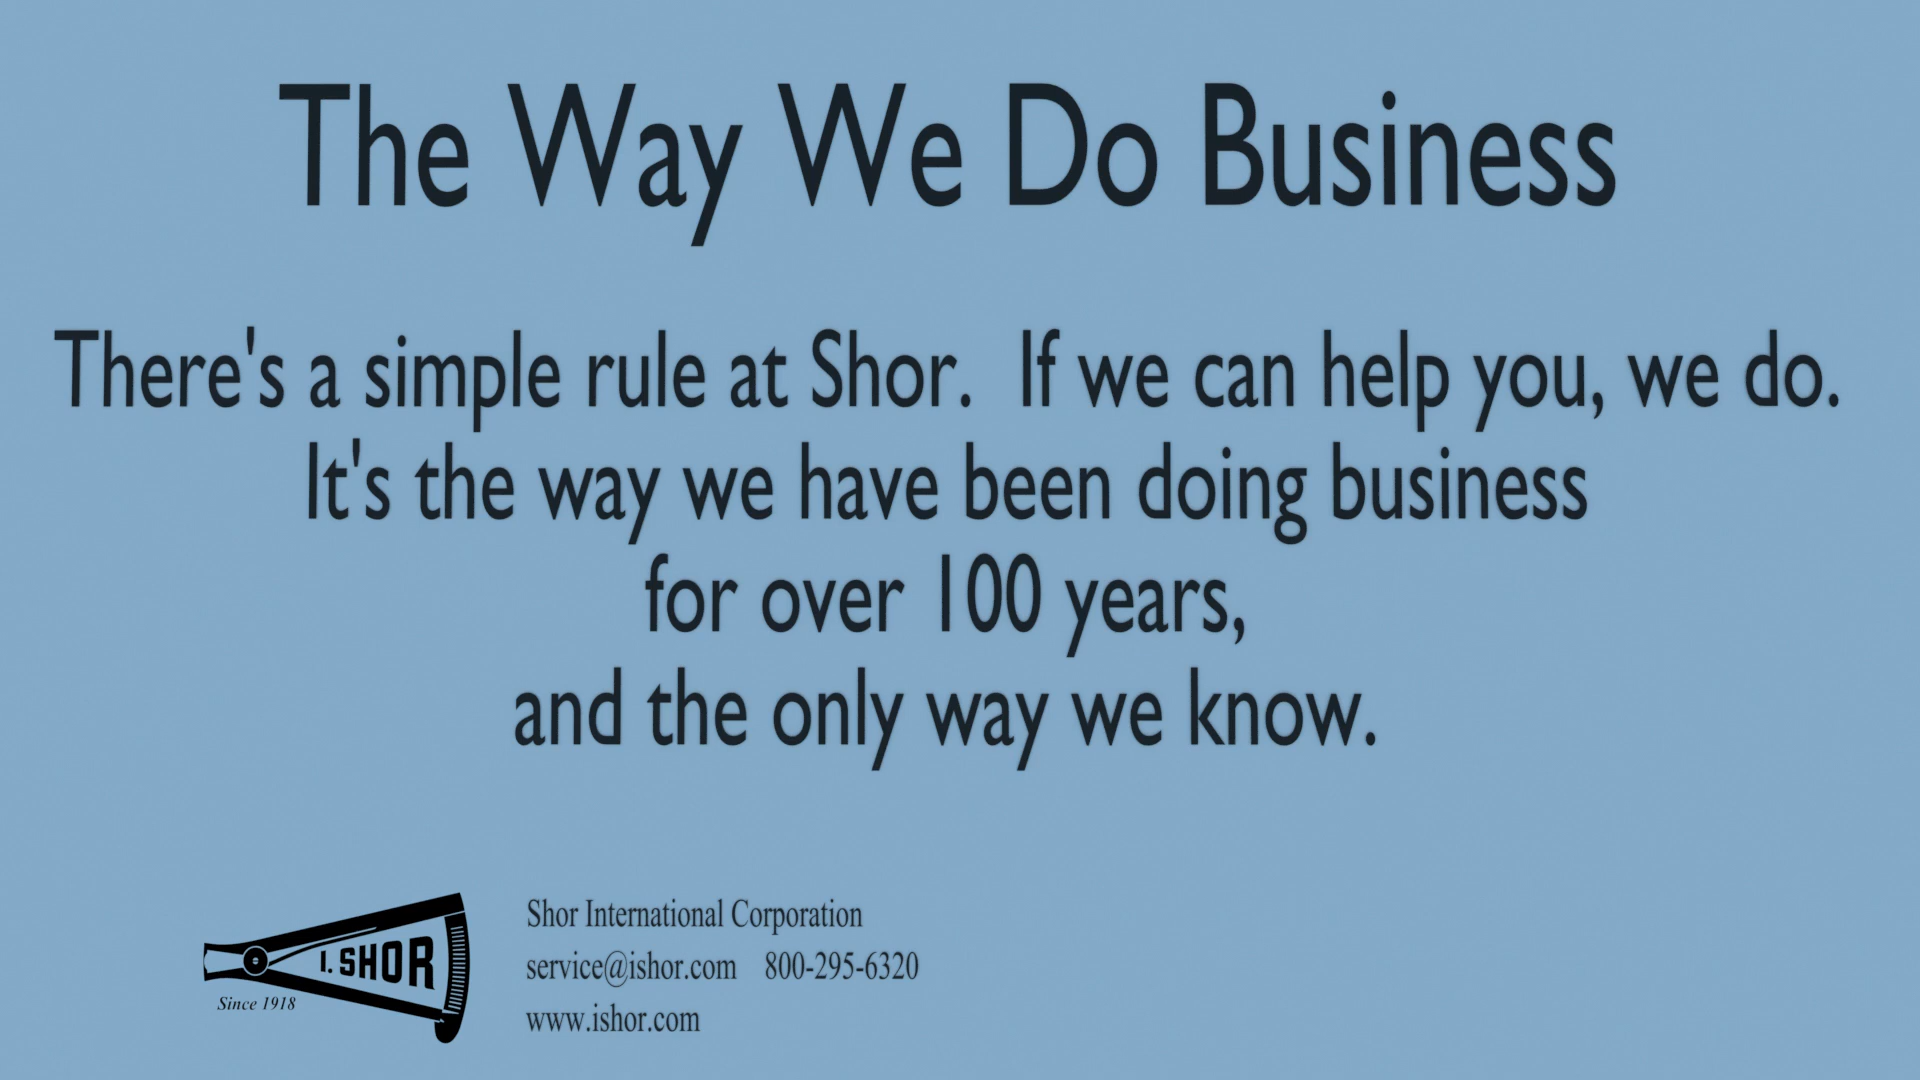 The Way We Do Business
There's a simple rule at Shor.  If we can help you, we do.
It's the way we have been doing business
for over 100 years,
and the only way we know.
I. SHOR
Since 1918
Shor International Corporation
service@ishor.com    800-295-6320
www.ishor.com